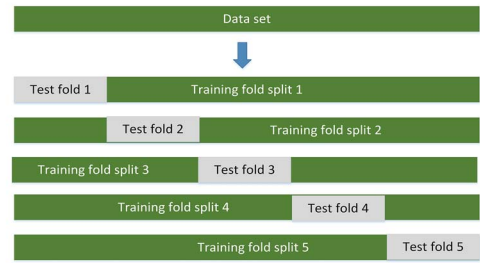 Data set
Test fold 1 Training fold split 1
Test fold 2 Training fold split 2
Training fold split 3 Test fold 3
Training fold split 4 Test fold 4
Training fold split 5 Test fold 5